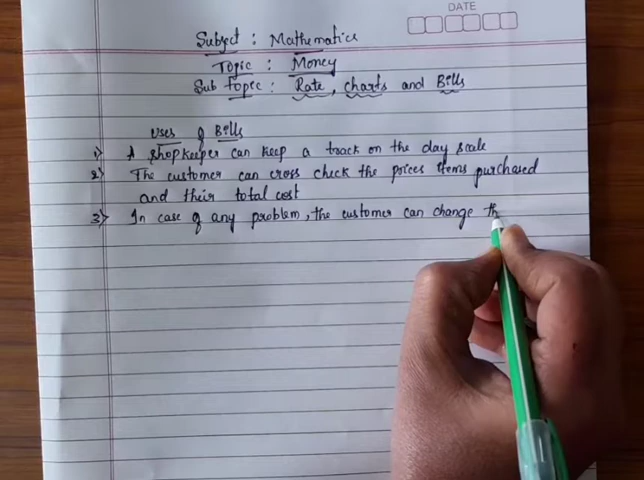 DATE
Subject : Mathematics
Topic : Money
Sub Topic : Rate, charts and Bills
Uses of Bills
1) A shopkeeper can keep a track on the day scale
2) The customer can cross check the prices items purchased
and their total cost
3) In case of any problem, the customer can change th